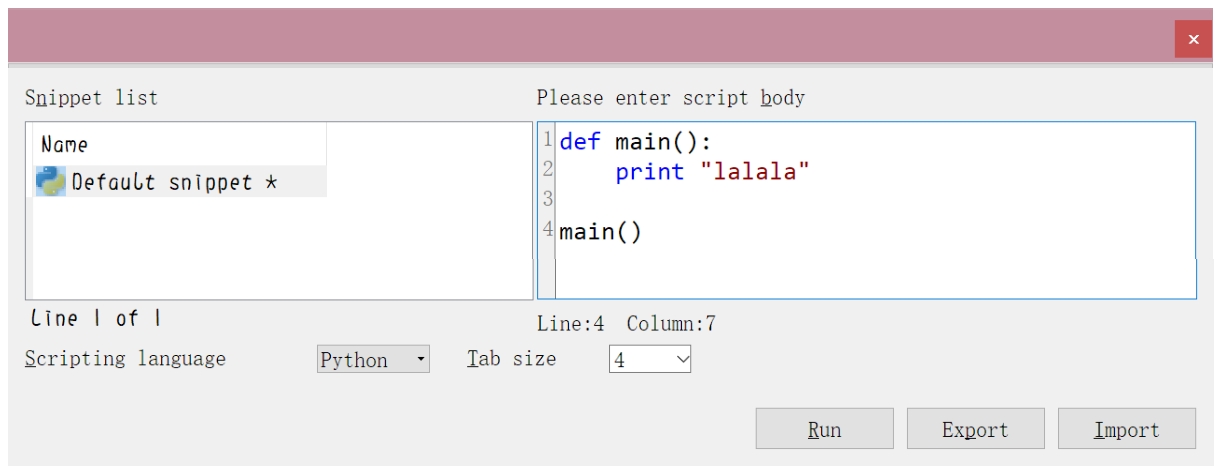 Snippet list
Please enter script body
Name
Default snippet *
1 def main():
2     print "lalala"
3
4 main()
Line 1 of 1
Line:4  Column:7
Scripting language
Python
Tab size
4
Run
Export
Import